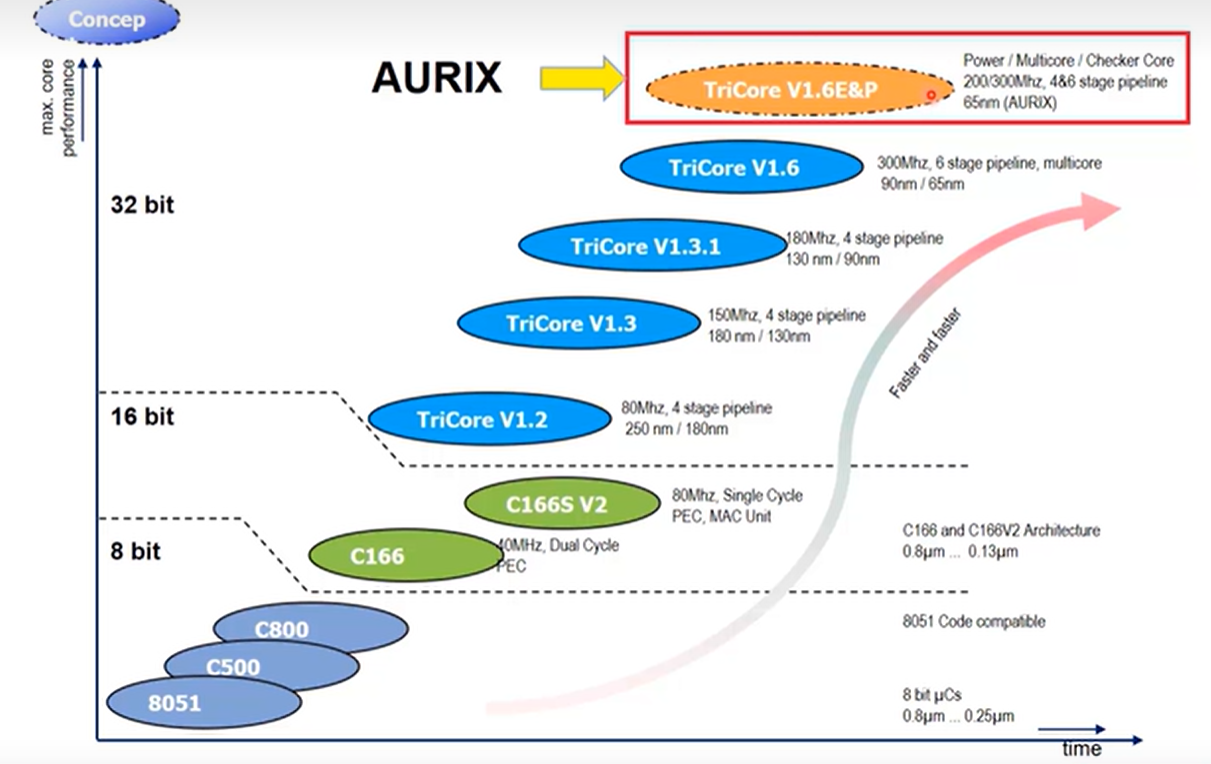 Concep
max. core
performance
AURIX
TriCore V1.6E&P
Power / Multicore / Checker Core
200/300Mhz, 4&6 stage pipeline
65nm (AURIX)
TriCore V1.6
300Mhz, 6 stage pipeline, multicore
90nm / 65nm
32 bit
TriCore V1.3.1
180Mhz, 4 stage pipeline
130 nm / 90nm
TriCore V1.3
150Mhz, 4 stage pipeline
180 nm / 130nm
Faster and faster
16 bit
TriCore V1.2
80Mhz, 4 stage pipeline
250 nm / 180nm
C166S V2
80Mhz, Single Cycle
PEC, MAC Unit
8 bit
C166
40MHz, Dual Cycle
PEC
C166 and C166V2 Architecture
0.8µm ... 0.13µm
C800
8051 Code compatible
C500
8051
8 bit µCs
0.8µm ... 0.25µm
time